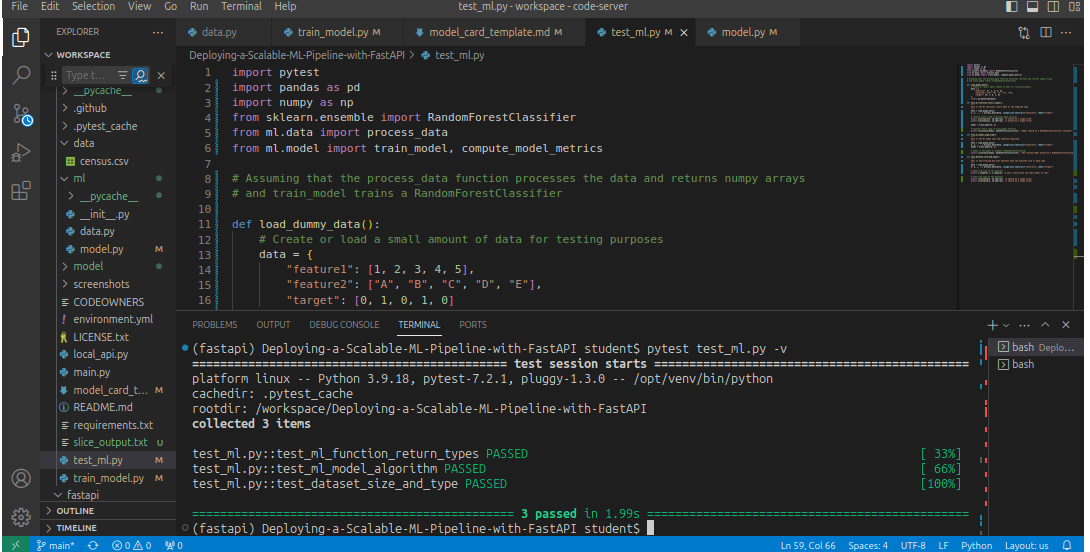 File Edit Selection View Go Run Terminal Help test_ml.py - workspace - code-server
EXPLORER ...
WORKSPACE
Type t...
__pycache__
.github
.pytest_cache
data
census.csv
ml
__pycache__
__init__.py
data.py
model.py M
model
screenshots
CODEOWNERS
environment.yml
LICENSE.txt
local_api.py
main.py
model_card_t... M
README.md
requirements.txt
slice_output.txt U
test_ml.py M
train_model.py M
fastapi
OUTLINE
TIMELINE
data.py train_model.py M model_card_template.md M test_ml.py M model.py M
Deploying-a-Scalable-ML-Pipeline-with-FastAPI > test_ml.py
1 import pytest
2 import pandas as pd
3 import numpy as np
4 from sklearn.ensemble import RandomForestClassifier
5 from ml.data import process_data
6 from ml.model import train_model, compute_model_metrics
7
8 # Assuming that the process_data function processes the data and returns numpy arrays
9 # and train_model trains a RandomForestClassifier
10
11 def load_dummy_data():
12 # Create or load a small amount of data for testing purposes
13 data = {
14 "feature1": [1, 2, 3, 4, 5],
15 "feature2": ["A", "B", "C", "D", "E"],
16 "target": [0, 1, 0, 1, 0]
PROBLEMS OUTPUT DEBUG CONSOLE TERMINAL PORTS
(fastapi) Deploying-a-Scalable-ML-Pipeline-with-FastAPI student$ pytest test_ml.py -v
============================================== test session starts ===============================================
platform linux -- Python 3.9.18, pytest-7.2.1, pluggy-1.3.0 -- /opt/venv/bin/python
cachedir: .pytest_cache
rootdir: /workspace/Deploying-a-Scalable-ML-Pipeline-with-FastAPI
collected 3 items
test_ml.py::test_ml_function_return_types PASSED [ 33%]
test_ml.py::test_ml_model_algorithm PASSED [ 66%]
test_ml.py::test_dataset_size_and_type PASSED [100%]
=============================================== 3 passed in 1.99s ================================================
(fastapi) Deploying-a-Scalable-ML-Pipeline-with-FastAPI student$
bash Deplo...
bash
main* 0 0 0 Ln 59, Col 66 Spaces: 4 UTF-8 LF Python Layout: us